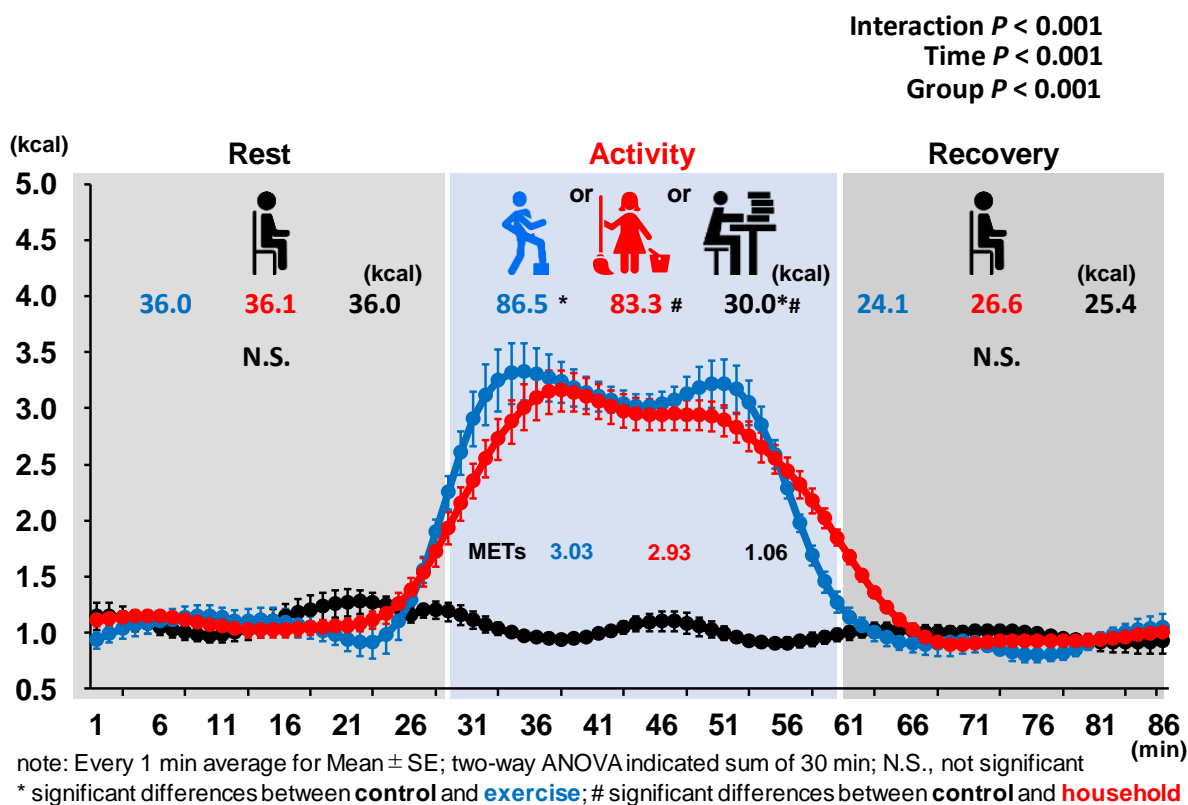 Interaction P < 0.001
Time P < 0.001
Group P < 0.001
(kcal)
Rest
Activity
Recovery
or
or
(kcal)
(kcal)
(kcal)
36.0 36.1 36.0
86.5 * 83.3 # 30.0*#
24.1 26.6 25.4
N.S.
N.S.
METs 3.03 2.93 1.06
5.0
4.5
4.0
3.5
3.0
2.5
2.0
1.5
1.0
0.5
1 6 11 16 21 26 31 36 41 46 51 56 61 66 71 76 81 86
(min)
note: Every 1 min average for Mean ± SE; two-way ANOVA indicated sum of 30 min; N.S., not significant
* significant differences between control and exercise; # significant differences between control and household